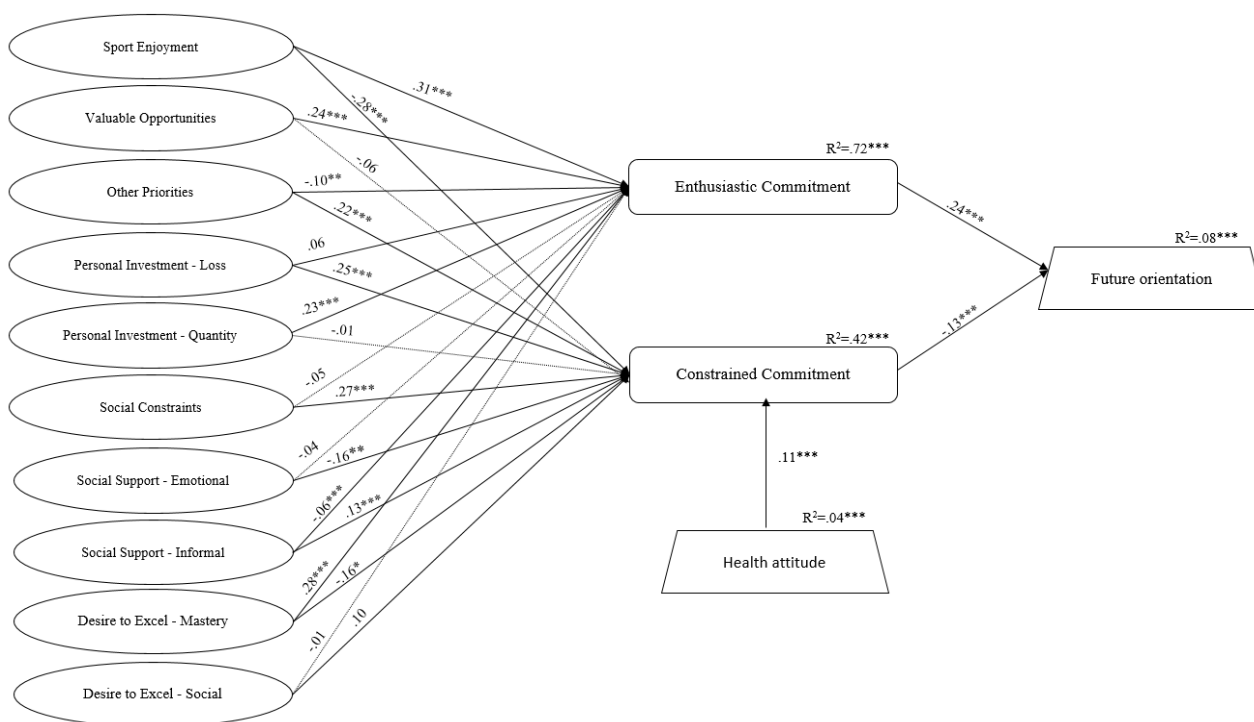 Sport Enjoyment
.31***
-.28***
Valuable Opportunities
.24***
-.06
R²=.72***
Enthusiastic Commitment
Other Priorities
-.10**
.22***
.24***
R²=.08***
Personal Investment - Loss
.06
.25***
Future orientation
Personal Investment - Quantity
.23***
-.01
-.13***
R²=.42***
Constrained Commitment
Social Constraints
-.05
.27***
Social Support - Emotional
-.04
-.16**
.11***
Social Support - Informal
-.06***
.13***
R²=.04***
Health attitude
Desire to Excel - Mastery
.28***
-.16*
Desire to Excel - Social
-.01
.10